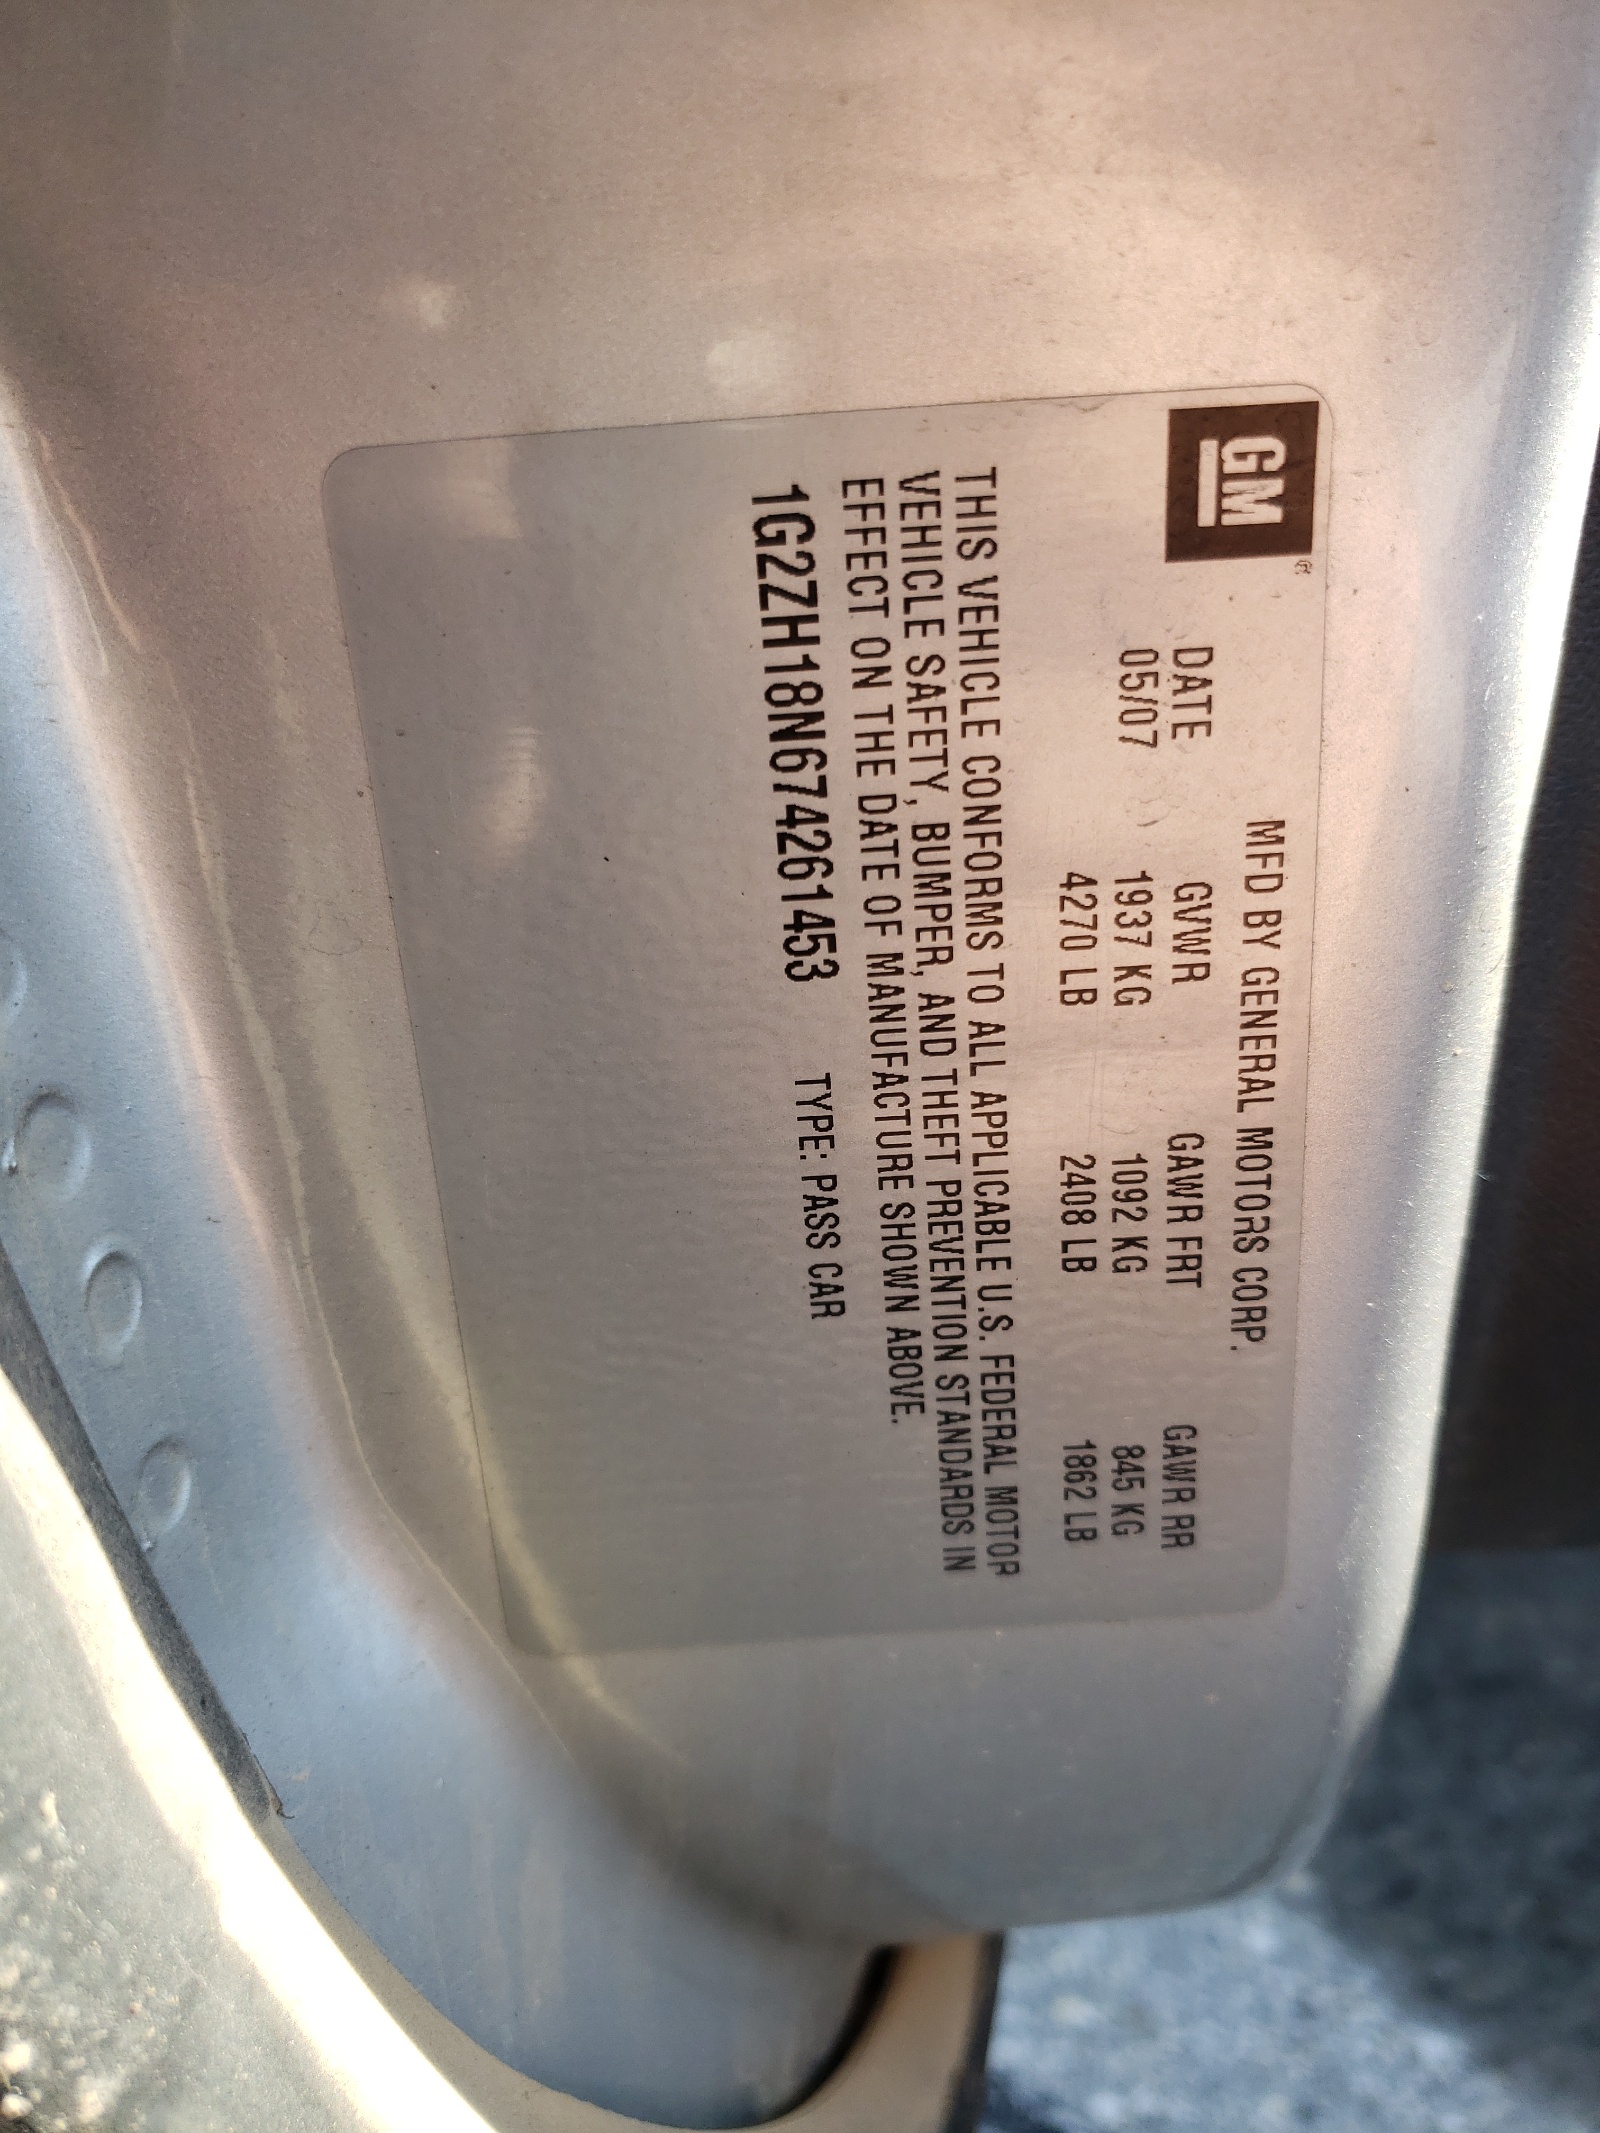 GM®
MFD BY GENERAL MOTORS CORP.
DATE GVWR GAWR FRT GAWR RR
05/07 1937 KG 1092 KG 845 KG
4270 LB 2408 LB 1862 LB
THIS VEHICLE CONFORMS TO ALL APPLICABLE U.S. FEDERAL MOTOR
VEHICLE SAFETY, BUMPER, AND THEFT PREVENTION STANDARDS IN
EFFECT ON THE DATE OF MANUFACTURE SHOWN ABOVE.
1G2ZH18N674261453 TYPE: PASS CAR